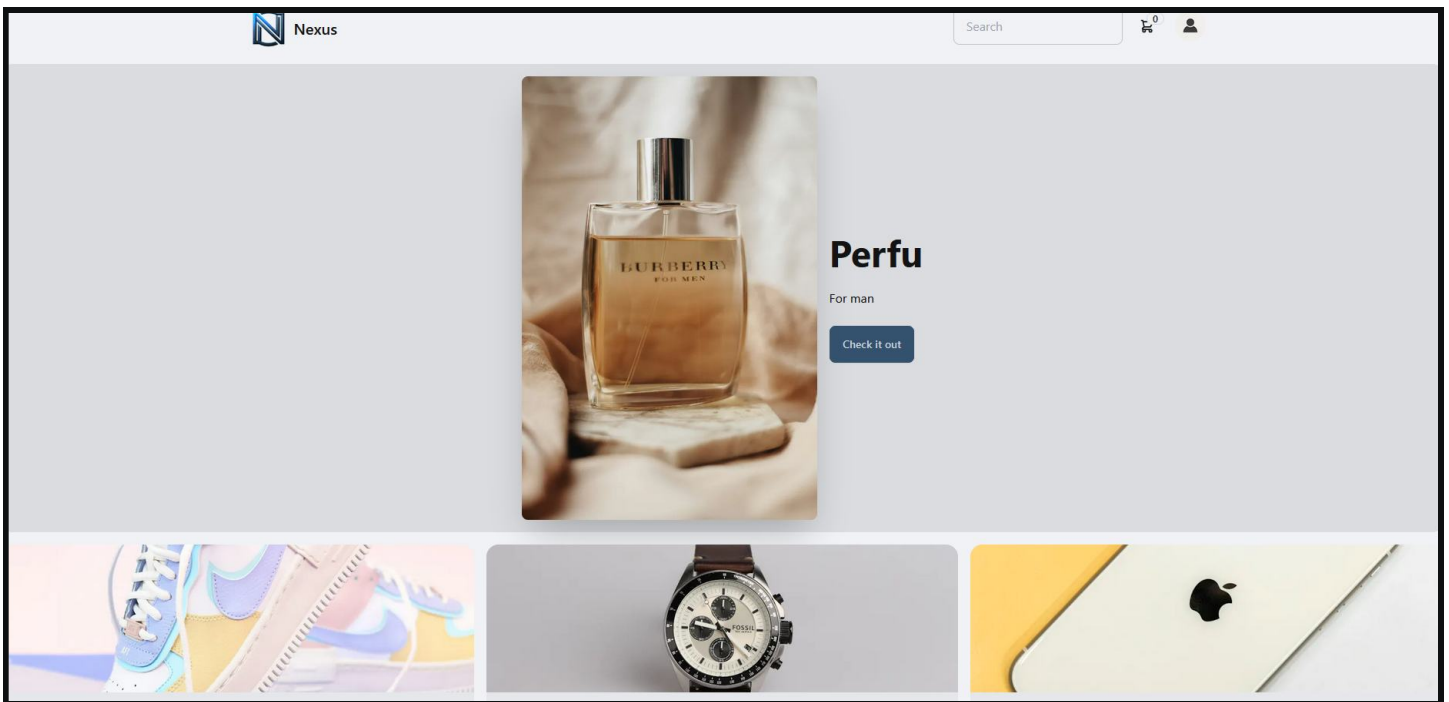 Nexus
Search
0
BURBERRY
FOR MEN
Perfu
For man
Check it out
FOSSIL